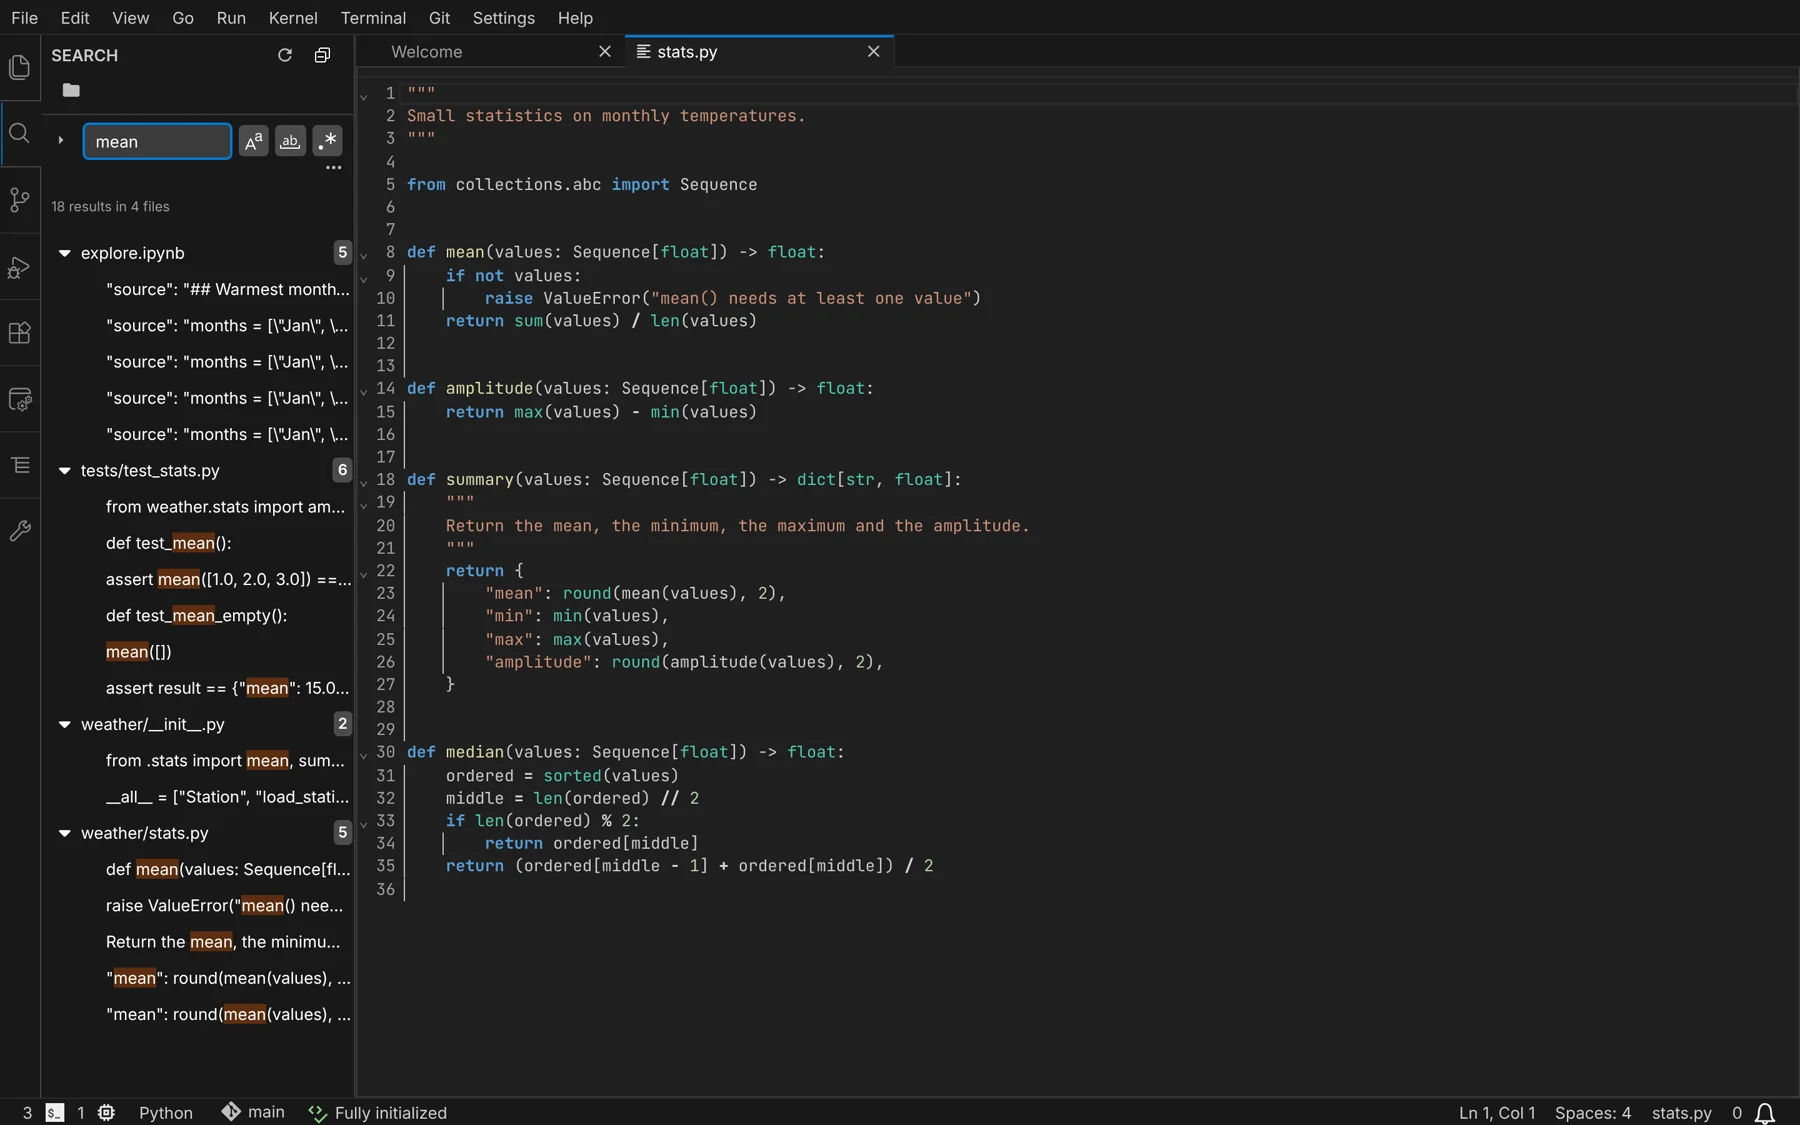 File Edit View Go Run Kernel Terminal Git Settings Help
SEARCH
mean
Aa ab .*
...
18 results in 4 files
explore.ipynb 5
"source": "## Warmest month...
"source": "months = [\"Jan\", \...
"source": "months = [\"Jan\", \...
"source": "months = [\"Jan\", \...
"source": "months = [\"Jan\", \...
tests/test_stats.py 6
from weather.stats import am...
def test_mean():
assert mean([1.0, 2.0, 3.0]) ==...
def test_mean_empty():
mean([])
assert result == {"mean": 15.0...
weather/__init__.py 2
from .stats import mean, sum...
__all__ = ["Station", "load_stati...
weather/stats.py 5
def mean(values: Sequence[fl...
raise ValueError("mean() nee...
Return the mean, the minimu...
"mean": round(mean(values), ...
"mean": round(mean(values), ...
Welcome
stats.py
1 """
2 Small statistics on monthly temperatures.
3 """
4
5 from collections.abc import Sequence
6
7
8 def mean(values: Sequence[float]) -> float:
9     if not values:
10         raise ValueError("mean() needs at least one value")
11     return sum(values) / len(values)
12
13
14 def amplitude(values: Sequence[float]) -> float:
15     return max(values) - min(values)
16
17
18 def summary(values: Sequence[float]) -> dict[str, float]:
19     """
20     Return the mean, the minimum, the maximum and the amplitude.
21     """
22     return {
23         "mean": round(mean(values), 2),
24         "min": min(values),
25         "max": max(values),
26         "amplitude": round(amplitude(values), 2),
27     }
28
29
30 def median(values: Sequence[float]) -> float:
31     ordered = sorted(values)
32     middle = len(ordered) // 2
33     if len(ordered) % 2:
34         return ordered[middle]
35     return (ordered[middle - 1] + ordered[middle]) / 2
36
3 $_ 1 Python main Fully initialized Ln 1, Col 1 Spaces: 4 stats.py 0